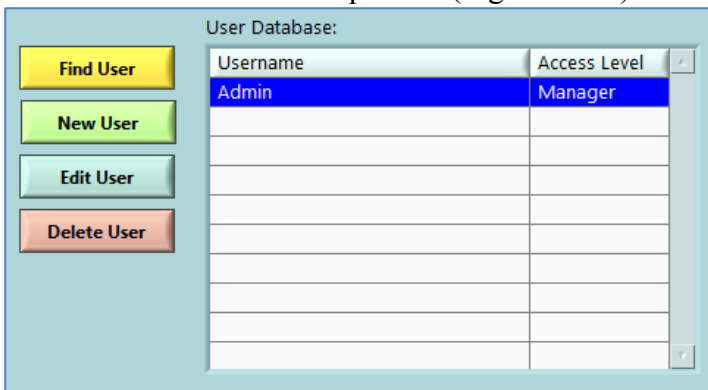 User Database:
Find User
New User
Edit User
Delete User
Username Access Level
Admin Manager